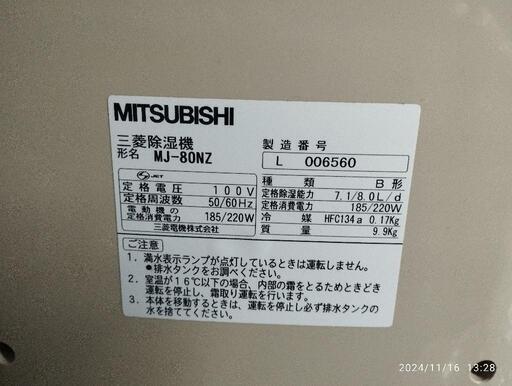 MITSUBISHI
三菱除湿機
形名 MJ-80NZ
製造番号
L 006560
JET
定格電圧 100V
定格周波数 50/60Hz
電動機の
定格消費電力 185/220W
三菱電機株式会社
種類 B形
定格除湿能力 7.1/8.0L/d
定格消費電力 185/220W
冷媒 HFC134a 0.17Kg
質量 9.9Kg
ご注意
1. 満水表示ランプが点灯しているときは運転しません。
●排水タンクをお調べください。
2. 室温が16℃以下の場合、内部の霜をとるためときどき
運転を停止し、霜取り運転を行います。
3. 本体を移動するときは、運転を停止し必ず排水タンクの
水を捨ててください。
2024/11/16 13:28